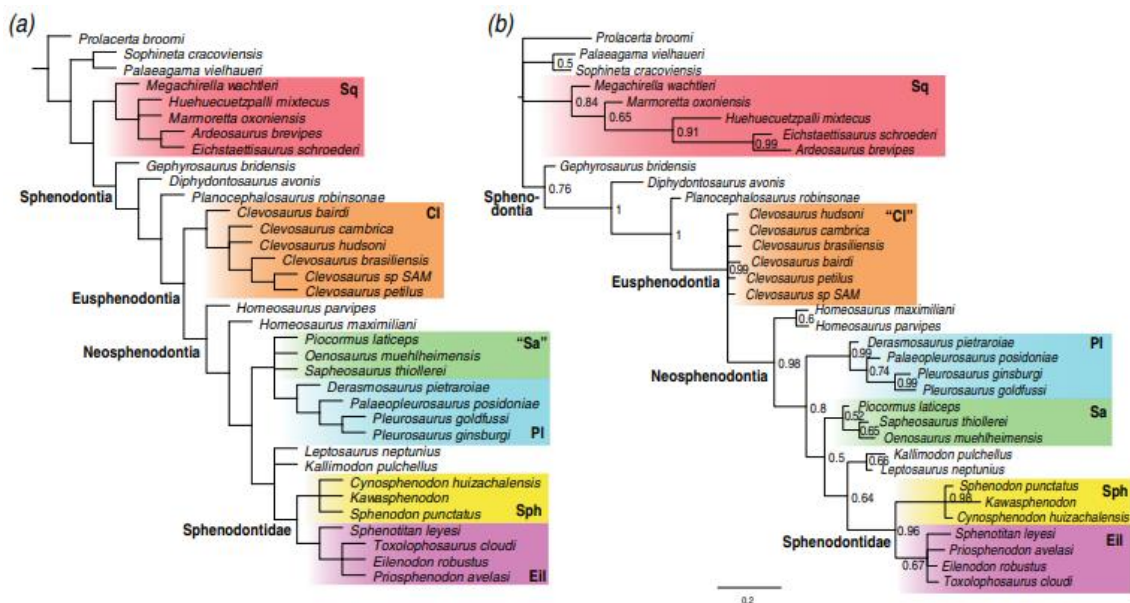 (a)
Prolacerta broomi
Sophineta cracoviensis
Palaeagama vielhaueri
Megachirella wachtleri
Sq
Huehuecuetzpalli mixtecus
Marmoretta oxoniensis
Ardeosaurus brevipes
Eichstaettisaurus schroederi
Gephyrosaurus bridensis
Sphenodontia
Diphydontosaurus avonis
Planocephalosaurus robinsonae
Clevosaurus bairdi
Cl
Clevosaurus cambrica
Clevosaurus hudsoni
Clevosaurus brasiliensis
Clevosaurus sp SAM
Clevosaurus petilus
Eusphenodontia
Homeosaurus parvipes
Homeosaurus maximiliani
Neosphenodontia
Piocormus laticeps
"Sa"
Oenosaurus muehlheimensis
Sapheosaurus thiollerei
Derasmosaurus pietraroiae
Palaeopleurosaurus posidoniae
Pleurosaurus goldfussi
Pleurosaurus ginsburgi
Pl
Leptosaurus neptunius
Kallimodon pulchellus
Cynosphenodon huizachalensis
Kawasphenodon
Sphenodon punctatus
Sph
Sphenodontidae
Sphenotitan leyesi
Toxolophosaurus cloudi
Eilenodon robustus
Priosphenodon avelasi
Eil
(b)
Prolacerta broomi
Palaeagama vielhaueri
0.5
Sophineta cracoviensis
Megachirella wachtleri
Sq
0.84
Marmoretta oxoniensis
0.65
Huehuecuetzpalli mixtecus
0.91
Eichstaettisaurus schroederi
0.99
Ardeosaurus brevipes
Gephyrosaurus bridensis
Spheno-
dontia
0.76
Diphydontosaurus avonis
1
Planocephalosaurus robinsonae
1
Clevosaurus hudsoni
"Cl"
Clevosaurus cambrica
Clevosaurus brasiliensis
Clevosaurus bairdi
0.99
Clevosaurus petilus
Clevosaurus sp SAM
Eusphenodontia
Homeosaurus maximiliani
0.6
Homeosaurus parvipes
Neosphenodontia
0.98
Derasmosaurus pietraroiae
Pl
0.99
Palaeopleurosaurus posidoniae
0.74
Pleurosaurus ginsburgi
0.99
Pleurosaurus goldfussi
0.8
Piocormus laticeps
Sa
0.52
Sapheosaurus thiollerei
0.65
Oenosaurus muehlheimensis
0.5
Kallimodon pulchellus
0.66
Leptosaurus neptunius
0.64
Sphenodon punctatus
Sph
0.98
Kawasphenodon
Cynosphenodon huizachalensis
0.96
Sphenodontidae
Sphenotitan leyesi
Eil
Priosphenodon avelasi
0.67
Eilenodon robustus
Toxolophosaurus cloudi
0.2